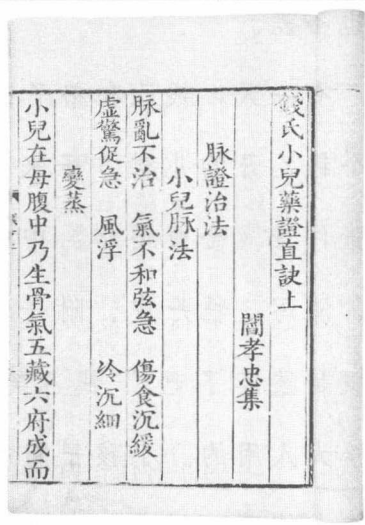 錢氏小兒藥證直訣上
閻孝忠集
脉證治法
小兒脉法
脉亂不治 氣不和弦急 傷食沉緩
虛驚促急 風浮 冷沉細
變蒸
小兒在母腹中乃生骨氣五藏六府成而